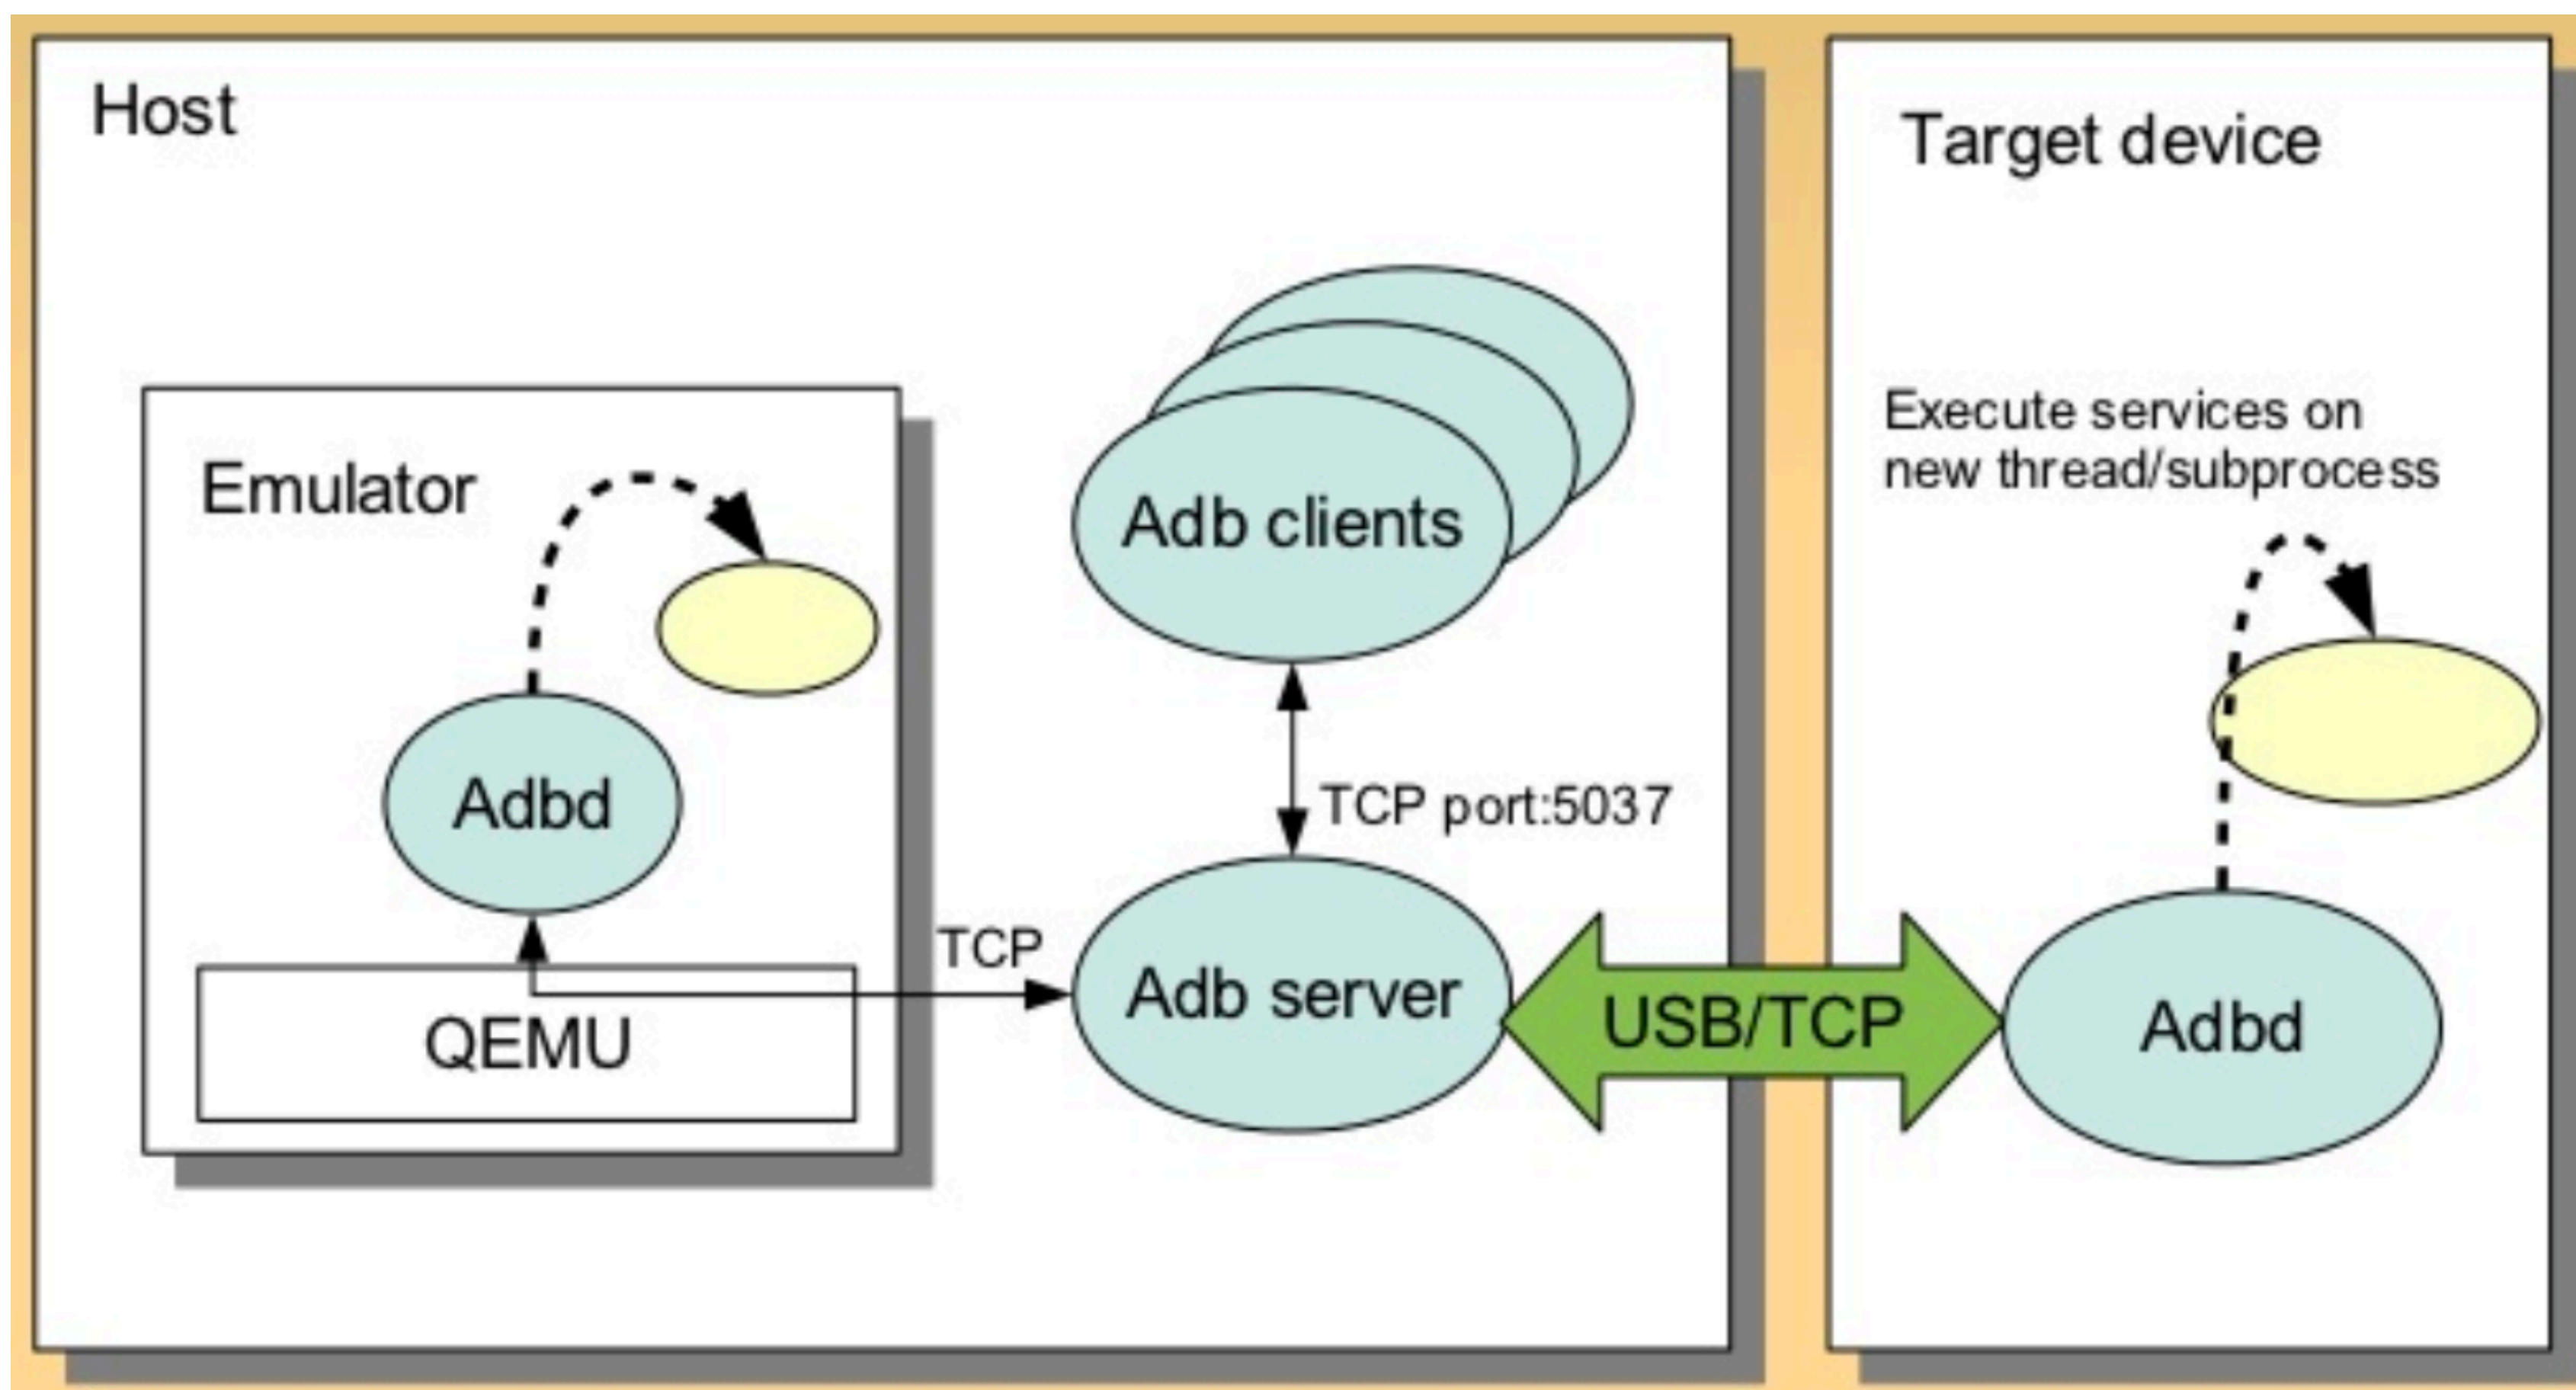 Host
Target device
Execute services on
new thread/subprocess
Emulator
Adb clients
Adbd
TCP port:5037
TCP
Adb server
USB/TCP
Adbd
QEMU